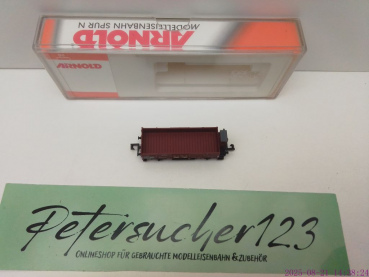 ARNOLD
MODELLEISENBAHN SPUR N
ARNOLD
Petersucher123
ONLINESHOP FÜR GEBRAUCHTE MODELLEISENBAHN & ZUBEHÖR